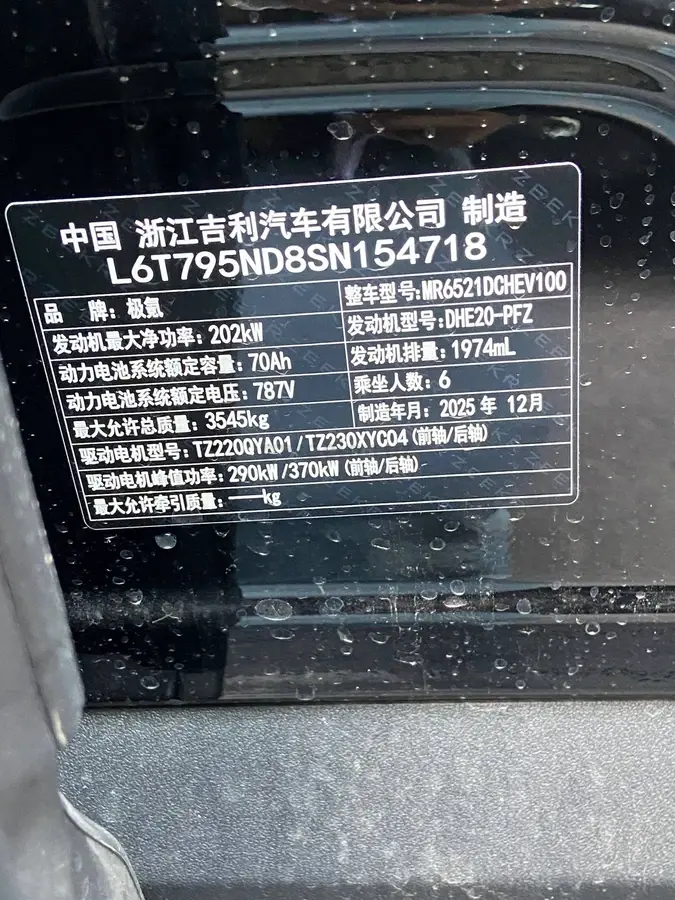 中国 浙江吉利汽车有限公司 制造
L6T795ND8SN154718
品 牌:极氪
整车型号:MR6521DCHEV100
发动机最大净功率:202kW
发动机型号:DHE20-PFZ
动力电池系统额定容量:70Ah
发动机排量:1974mL
动力电池系统额定电压:787V
乘坐人数:6
最大允许总质量:3545kg
制造年月:2025年 12月
驱动电机型号:TZ220QYA01/TZ230XYC04(前轴/后轴)
驱动电机峰值功率:290kW/370kW(前轴/后轴)
最大允许牵引质量:——kg
ZEEKR